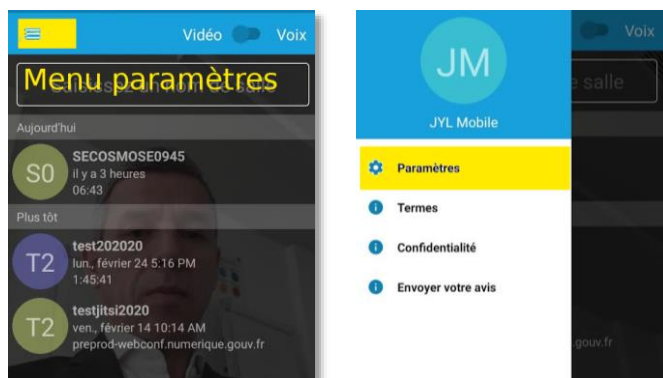 Vidéo Voix
Menu paramètres
Aujourd'hui
S0
SECOSMOSE0945
il y a 3 heures
06:43
Plus tôt
T2
test202020
lun., février 24 5:16 PM
1:45:41
T2
testjitsi2020
ven., février 14 10:14 AM
preprod-webconf.numerique.gouv.fr
JM
JYL Mobile
Paramètres
Termes
Confidentialité
Envoyer votre avis
Voix
salle
.gouv.fr